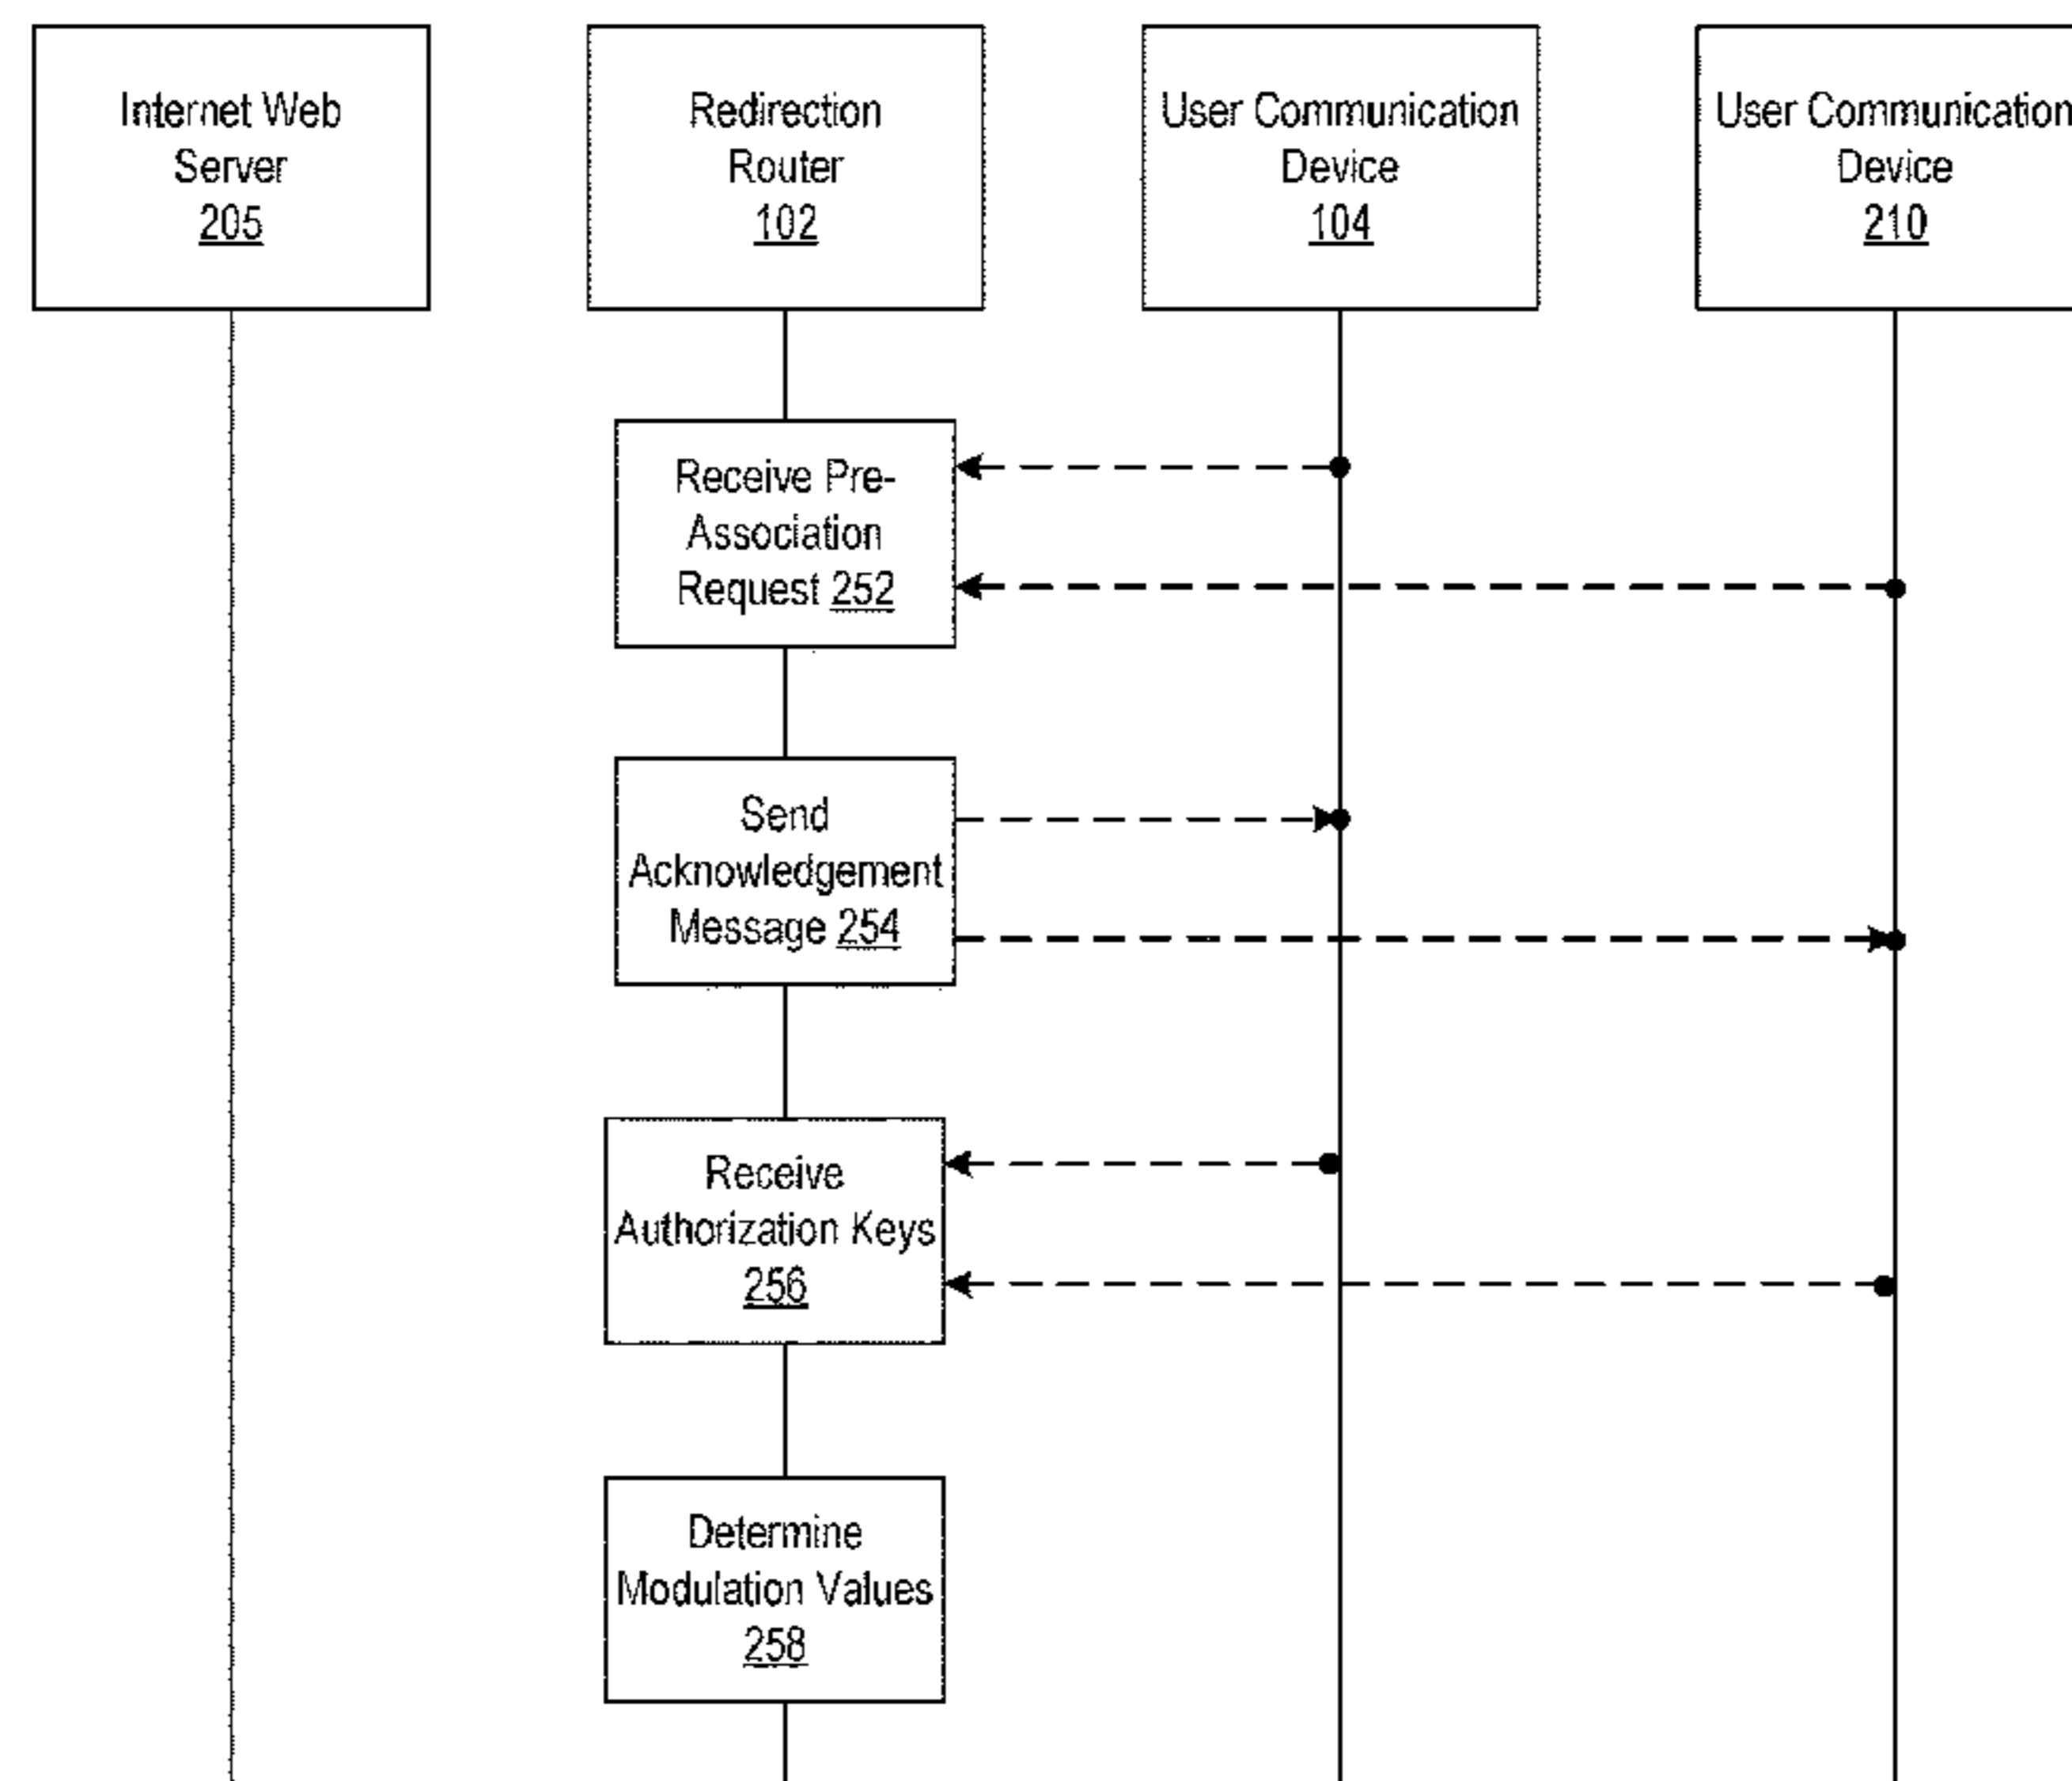 Internet Web
Server
205
Redirection
Router
102
User Communication
Device
104
User Communication
Device
210
Receive Pre-
Association
Request 252
Send
Acknowledgement
Message 254
Receive
Authorization Keys
256
Determine
Modulation Values
258